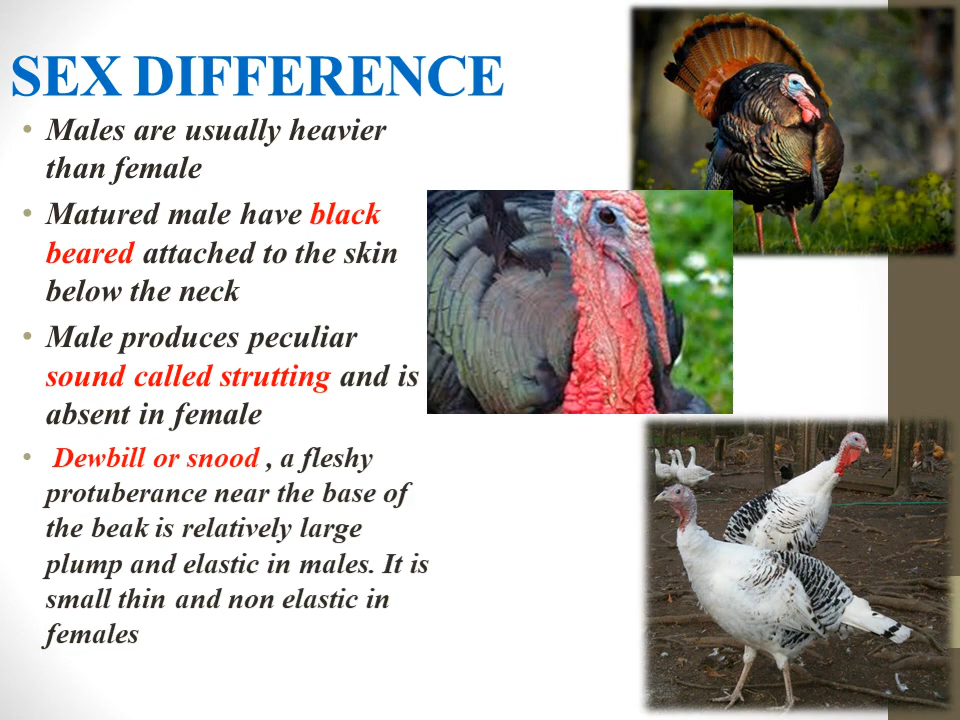 SEX DIFFERENCE
• Males are usually heavier
than female
• Matured male have black
beared attached to the skin
below the neck
• Male produces peculiar
sound called strutting and is
absent in female
• Dewbill or snood , a fleshy
protuberance near the base of
the beak is relatively large
plump and elastic in males. It is
small thin and non elastic in
females